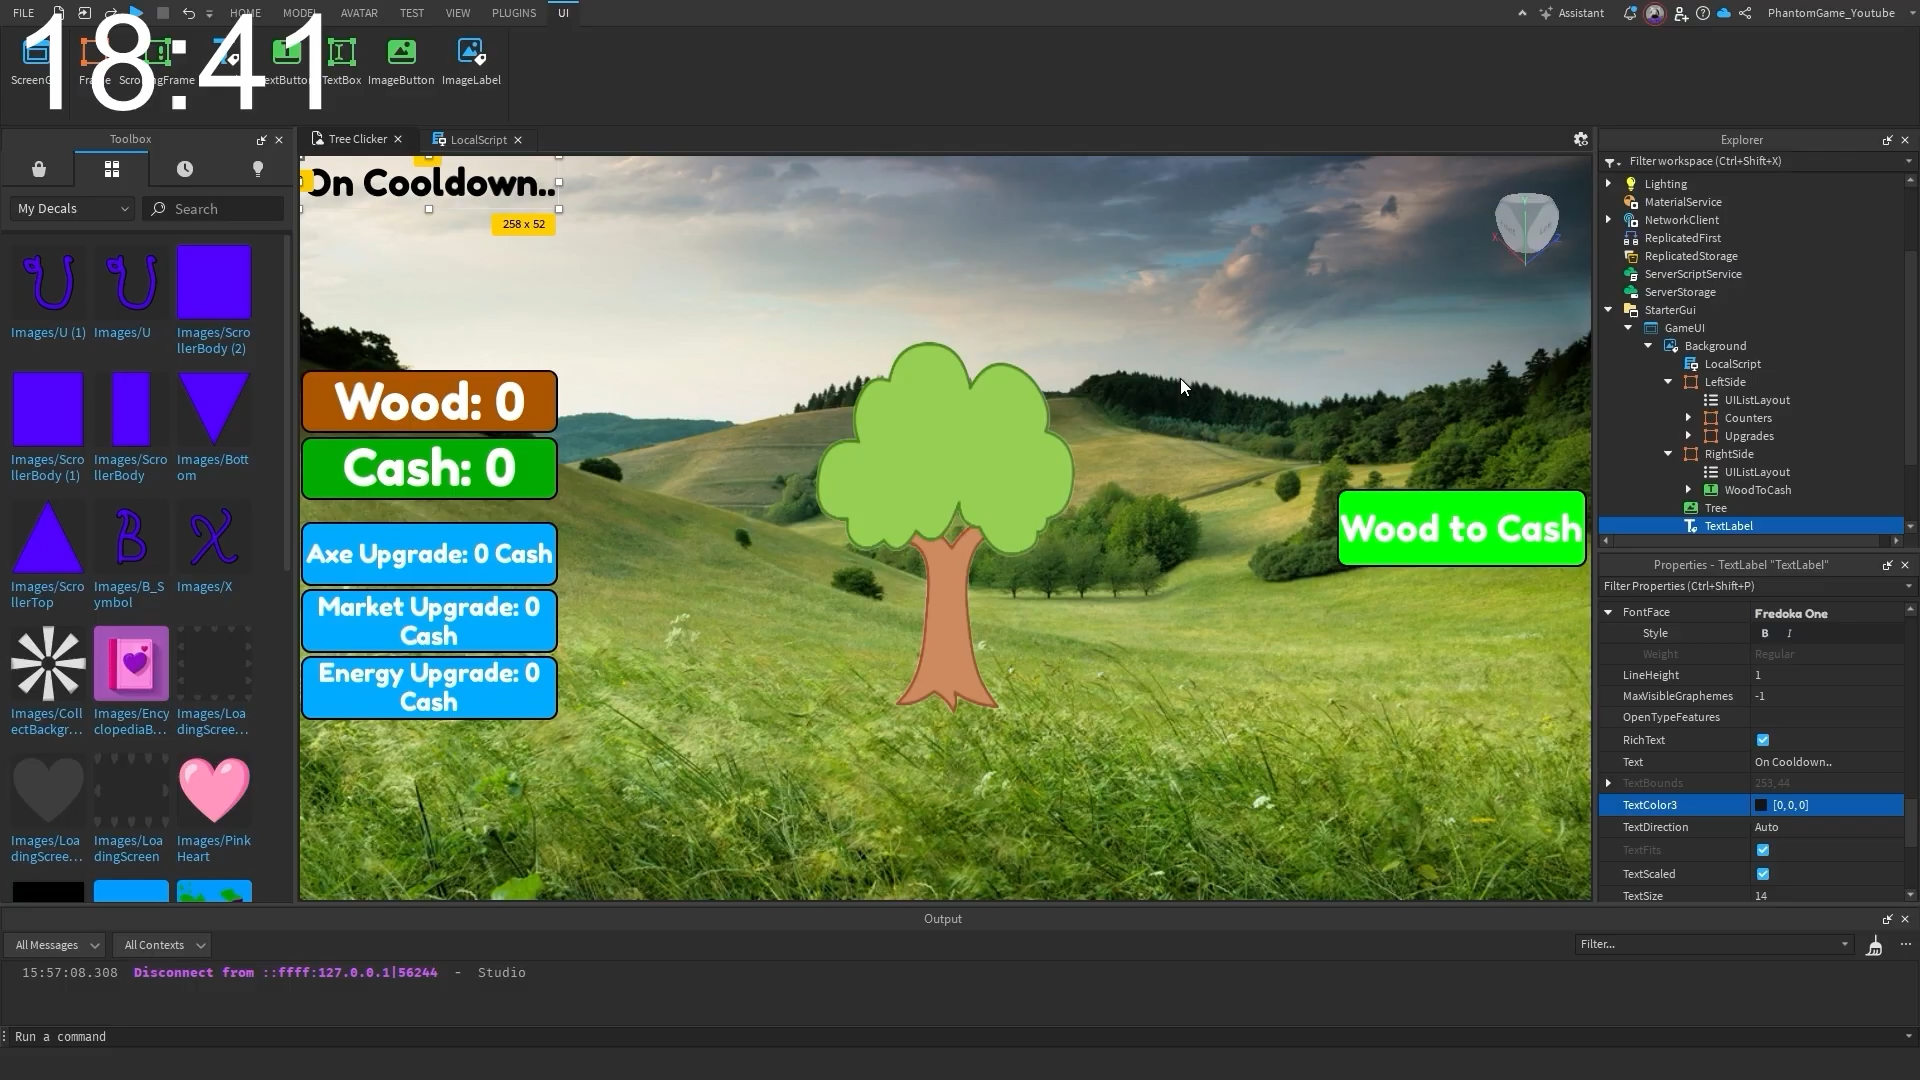 FILE HOME MODEL AVATAR TEST VIEW PLUGINS UI Assistant PhantomGame_Youtube
18:41
TextBox ImageButton ImageLabel
Toolbox
Tree Clicker LocalScript
Explorer
My Decals Search
Images/U (1) Images/U Images/Scro
llerBody (2)
Images/Scro Images/Scro Images/Bott
llerBody (1) llerBody om
Images/Scro Images/B_S Images/X
llerTop ymbol
Images/Coll Images/Ency Images/Loa
ectBackgr... clopediaB... dingScree...
Images/Loa Images/Loa Images/Pink
dingScree... dingScreen Heart
On Cooldown..
258 x 52
Wood: 0
Cash: 0
Axe Upgrade: 0 Cash
Market Upgrade: 0
Cash
Energy Upgrade: 0
Cash
Wood to Cash
Filter workspace (Ctrl+Shift+X)
Lighting
MaterialService
NetworkClient
ReplicatedFirst
ReplicatedStorage
ServerScriptService
ServerStorage
StarterGui
GameUI
Background
LocalScript
LeftSide
UIListLayout
Counters
Upgrades
RightSide
UIListLayout
WoodToCash
Tree
TextLabel
Properties - TextLabel "TextLabel"
Filter Properties (Ctrl+Shift+P)
FontFace Fredoka One
Style B I
Weight Regular
LineHeight 1
MaxVisibleGraphemes -1
OpenTypeFeatures
RichText
Text On Cooldown..
TextBounds 253, 44
TextColor3 [0, 0, 0]
TextDirection Auto
TextFits
TextScaled
TextSize 14
Output
All Messages All Contexts Filter...
15:57:08.308 Disconnect from ::ffff:127.0.0.1|56244 - Studio
Run a command